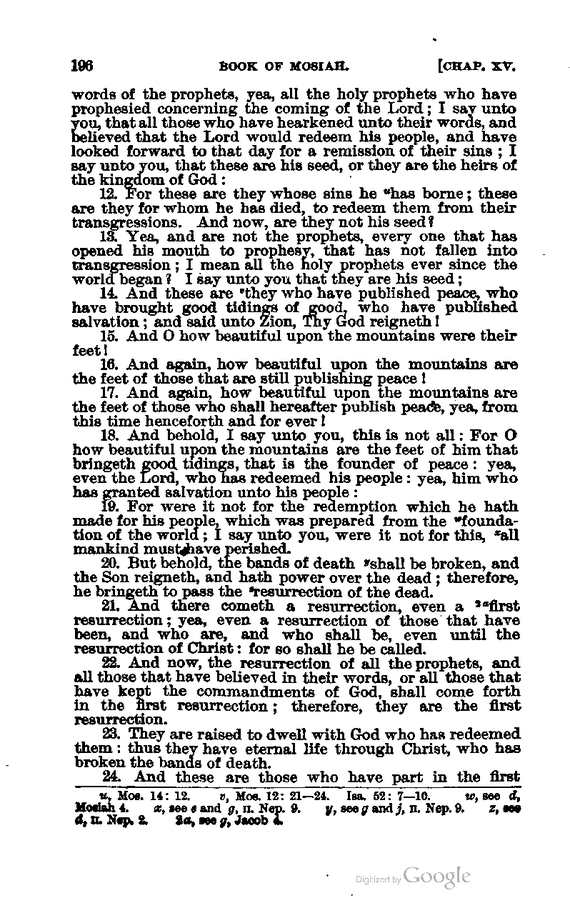 196 BOOK OF MOSIAH. [CHAP. XV.
words of the prophets, yea, all the holy prophets who have
prophesied concerning the coming of the Lord; I say unto
you, that all those who have hearkened unto their words, and
believed that the Lord would redeem his people, and have
looked forward to that day for a remission of their sins; I
say unto you, that these are his seed, or they are the heirs of
the kingdom of God:
12. For these are they whose sins he ᵘhas borne; these
are they for whom he has died, to redeem them from their
transgressions. And now, are they not his seed?
13. Yea, and are not the prophets, every one that has
opened his mouth to prophesy, that has not fallen into
transgression; I mean all the holy prophets ever since the
world began? I say unto you that they are his seed;
14. And these are ᵛthey who have published peace, who
have brought good tidings of good, who have published
salvation; and said unto Zion, Thy God reigneth!
15. And O how beautiful upon the mountains were their
feet!
16. And again, how beautiful upon the mountains are
the feet of those that are still publishing peace!
17. And again, how beautiful upon the mountains are
the feet of those who shall hereafter publish peace, yea, from
this time henceforth and for ever!
18. And behold, I say unto you, this is not all: For O
how beautiful upon the mountains are the feet of him that
bringeth good tidings, that is the founder of peace: yea,
even the Lord, who has redeemed his people: yea, him who
has granted salvation unto his people:
19. For were it not for the redemption which he hath
made for his people, which was prepared from the ʷfounda-
tion of the world; I say unto you, were it not for this, ˣall
mankind must have perished.
20. But behold, the bands of death ʸshall be broken, and
the Son reigneth, and hath power over the dead; therefore,
he bringeth to pass the ᶻresurrection of the dead.
21. And there cometh a resurrection, even a ²ᵃfirst
resurrection; yea, even a resurrection of those that have
been, and who are, and who shall be, even until the
resurrection of Christ: for so shall he be called.
22. And now, the resurrection of all the prophets, and
all those that have believed in their words, or all those that
have kept the commandments of God, shall come forth
in the first resurrection; therefore, they are the first
resurrection.
23. They are raised to dwell with God who has redeemed
them: thus they have eternal life through Christ, who has
broken the bands of death.
24. And these are those who have part in the first
u, Mos. 14: 12. v, Mos. 12: 21—24. Isa. 52: 7—10. w, see d,
Mosiah 4. x, see e and g, II. Nep. 9. y, see g and j, II. Nep. 9. z, see
d, II. Nep. 2. 2a, see g, Jacob 4.
Digitized by Google